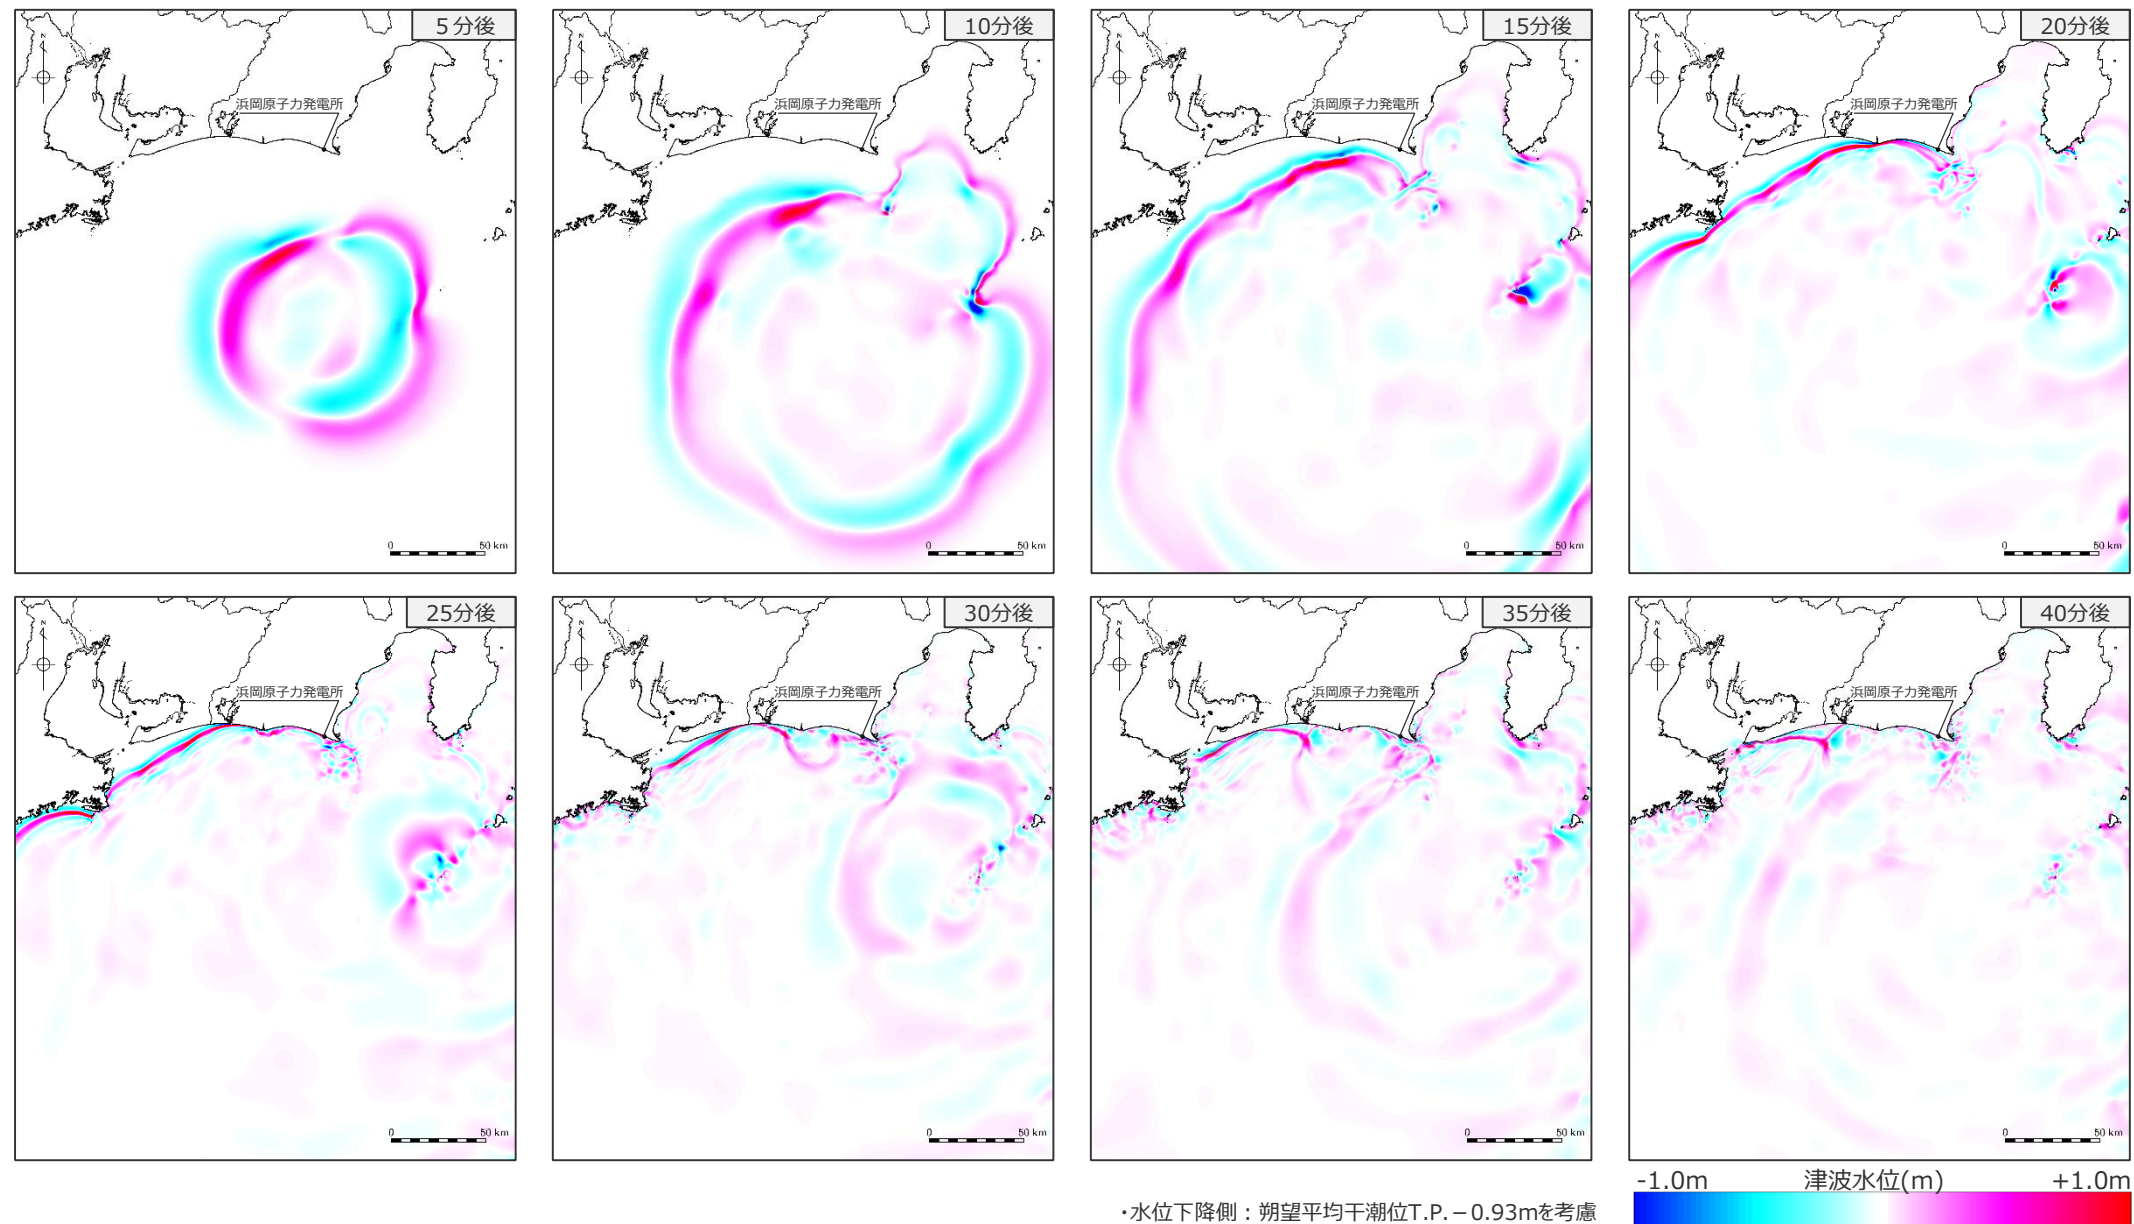 5分後
10分後
15分後
20分後
N
浜岡原子力発電所
0 50 km
N
浜岡原子力発電所
0 50 km
N
浜岡原子力発電所
0 50 km
N
浜岡原子力発電所
0 50 km
25分後
30分後
35分後
40分後
N
浜岡原子力発電所
0 50 km
N
浜岡原子力発電所
0 50 km
N
浜岡原子力発電所
0 50 km
N
浜岡原子力発電所
0 50 km
-1.0m 津波水位(m) +1.0m
・水位下降側：朔望平均干潮位T.P.－0.93mを考慮